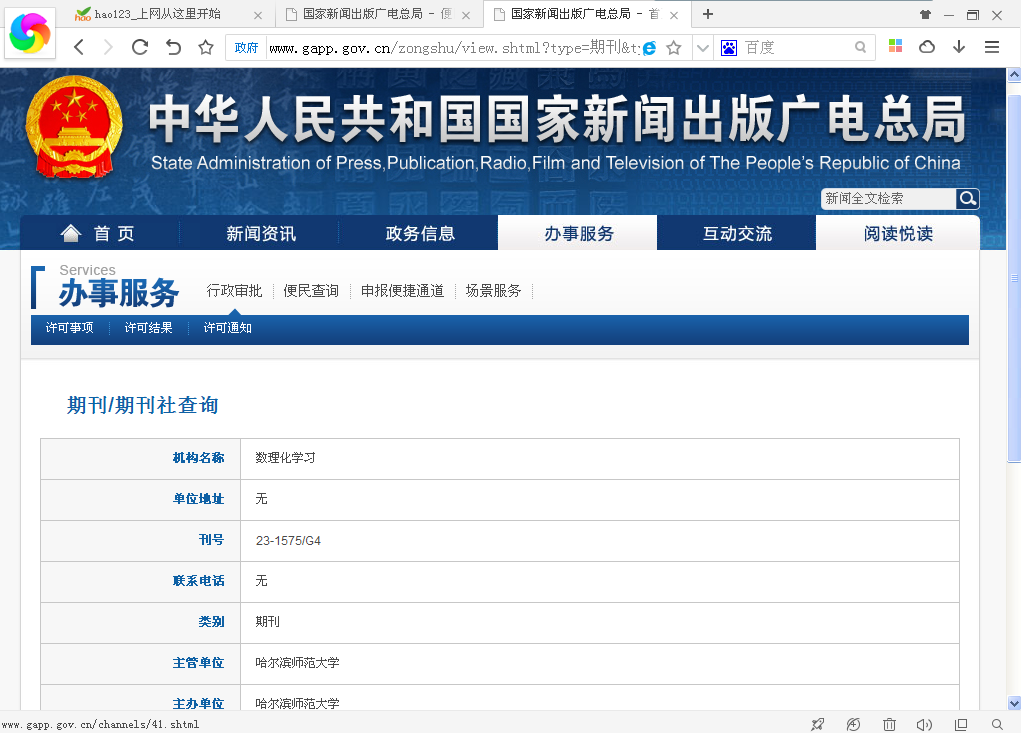 hao123_上网从这里开始
国家新闻出版广电总局 - 便
国家新闻出版广电总局 - 首
政府
www.gapp.gov.cn/zongshu/view.shtml?type=期刊&ty
百度
中华人民共和国国家新闻出版广电总局
State Administration of Press,Publication,Radio,Film and Television of The People's Republic of China
新闻全文检索
首 页
新闻资讯
政务信息
办事服务
互动交流
阅读悦读
Services
办事服务
行政审批
便民查询
申报便捷通道
场景服务
许可事项
许可结果
许可通知
期刊/期刊社查询
机构名称 数理化学习
单位地址 无
刊号 23-1575/G4
联系电话 无
类别 期刊
主管单位 哈尔滨师范大学
主办单位 哈尔滨师范大学
www.gapp.gov.cn/channels/41.shtml